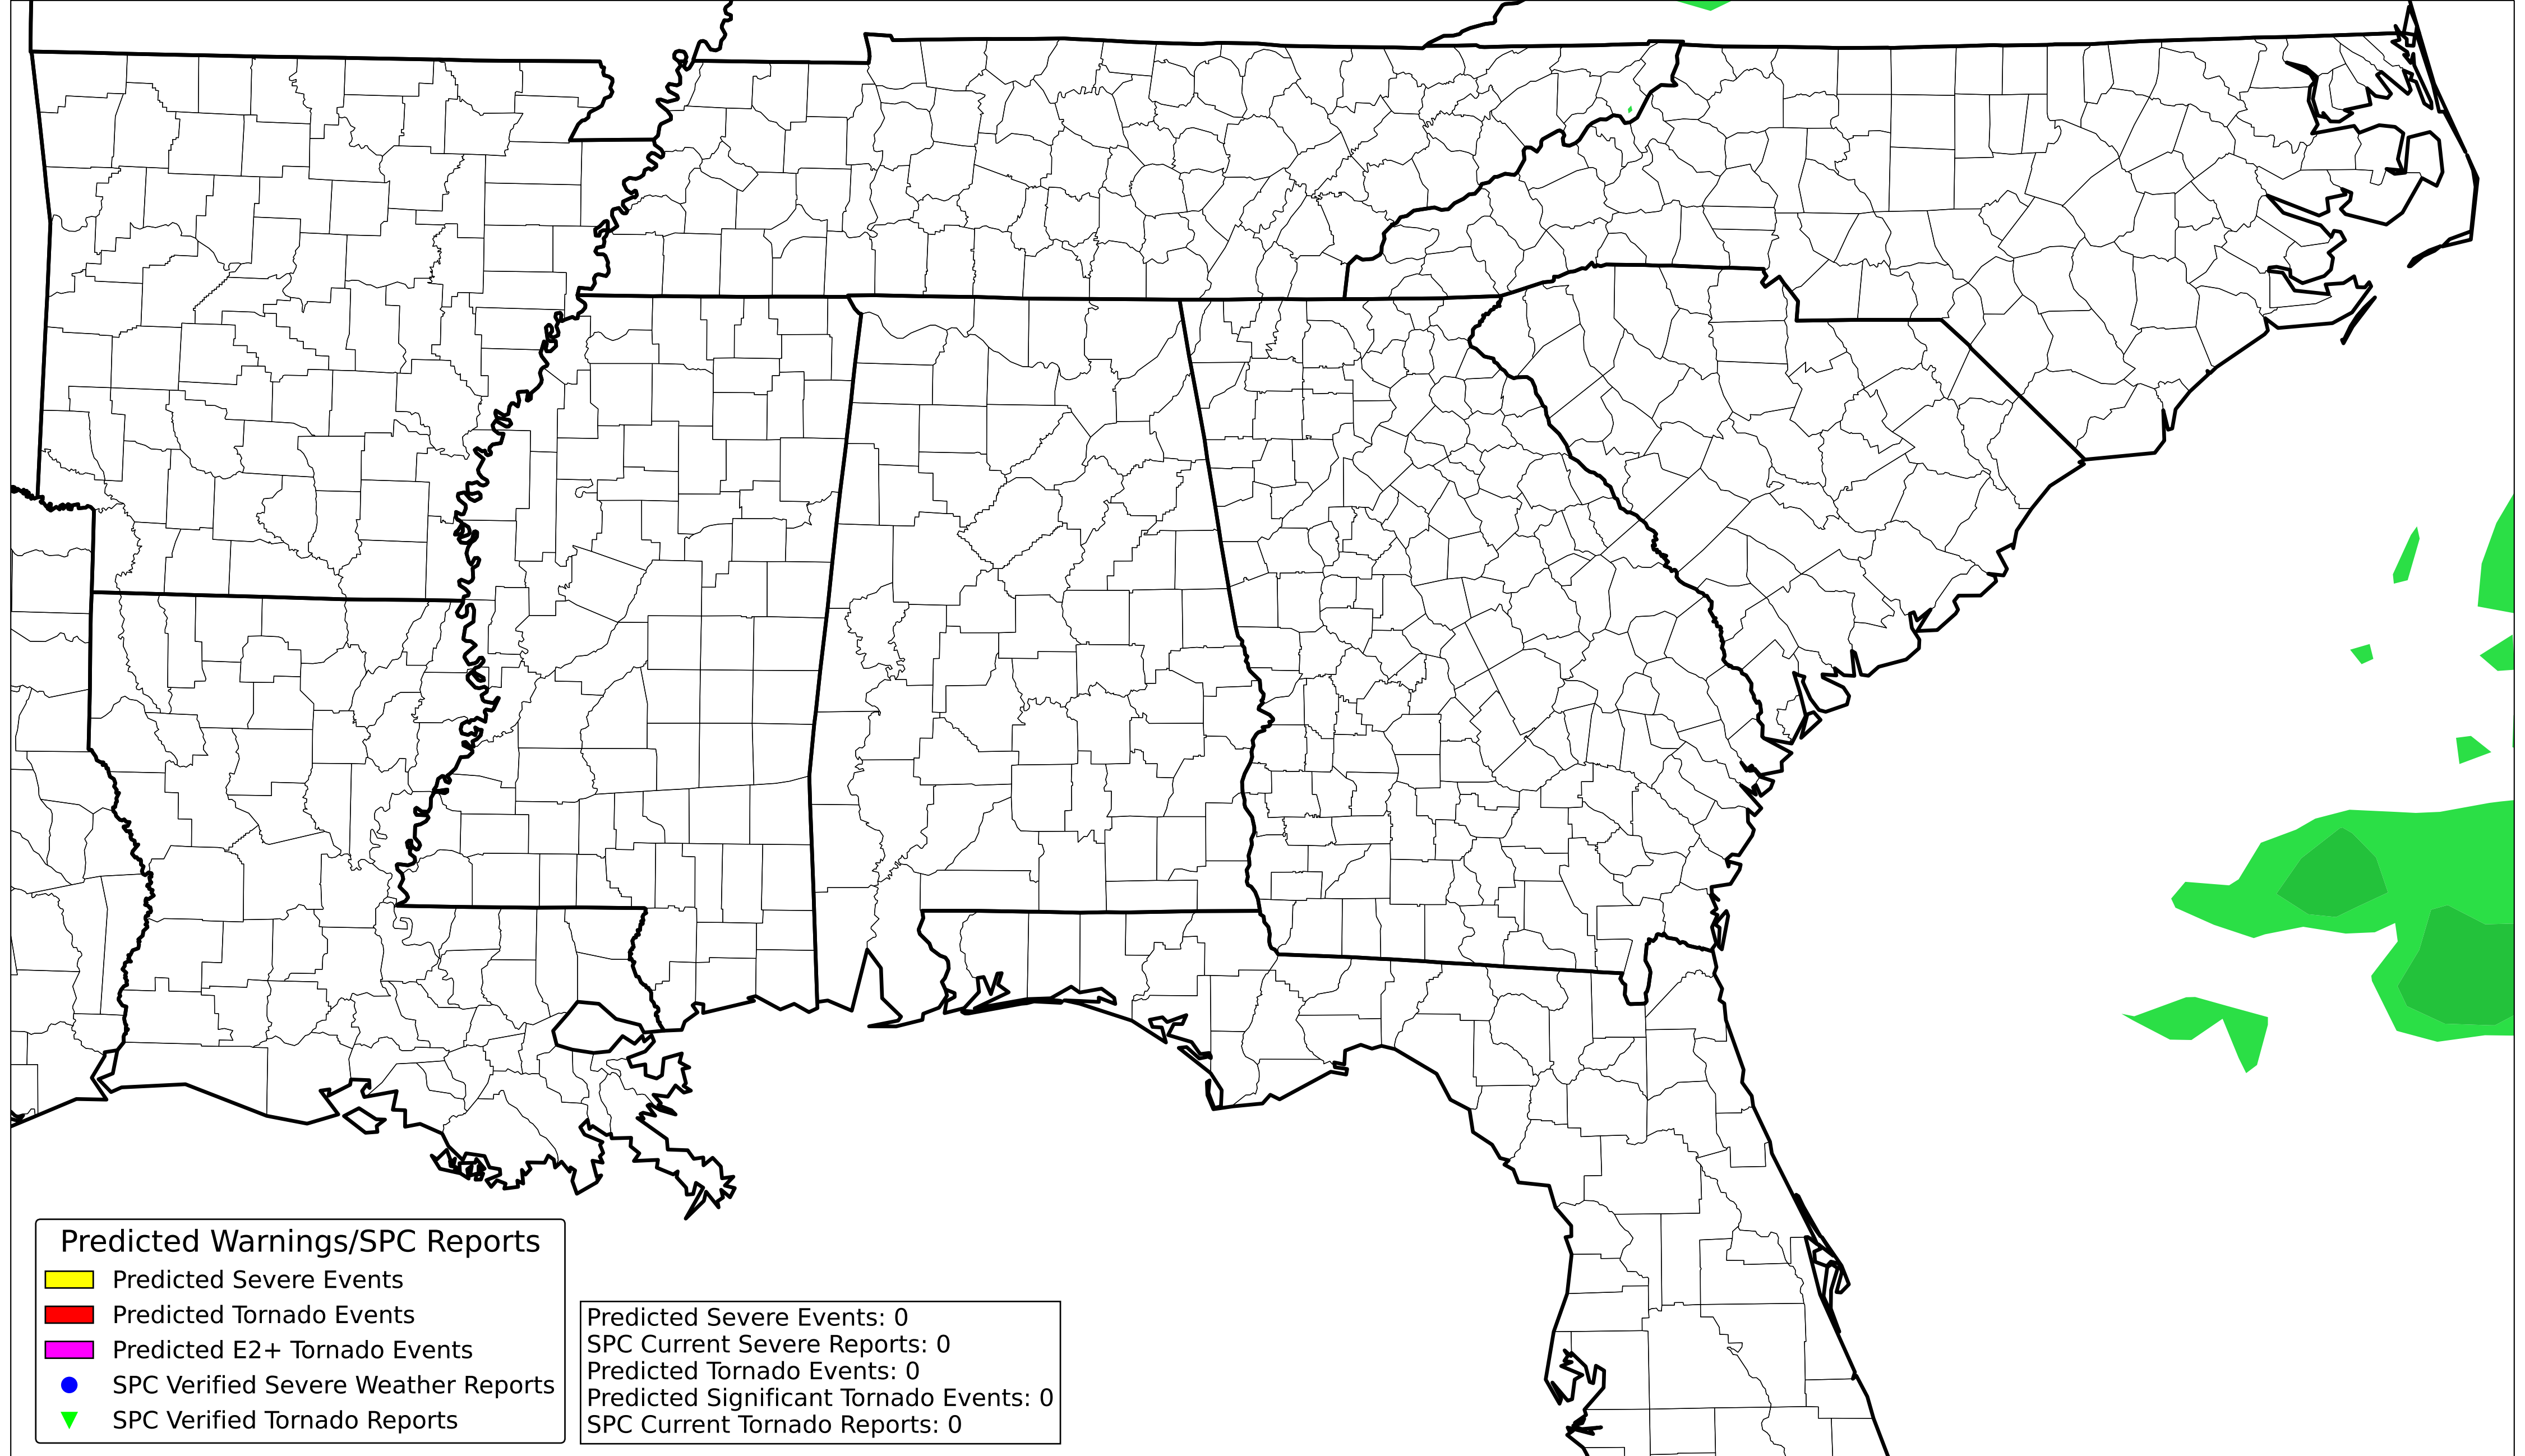 Predicted Warnings/SPC Reports
Predicted Severe Events
Predicted Tornado Events
Predicted E2+ Tornado Events
SPC Verified Severe Weather Reports
SPC Verified Tornado Reports
Predicted Severe Events: 0
SPC Current Severe Reports: 0
Predicted Tornado Events: 0
Predicted Significant Tornado Events: 0
SPC Current Tornado Reports: 0